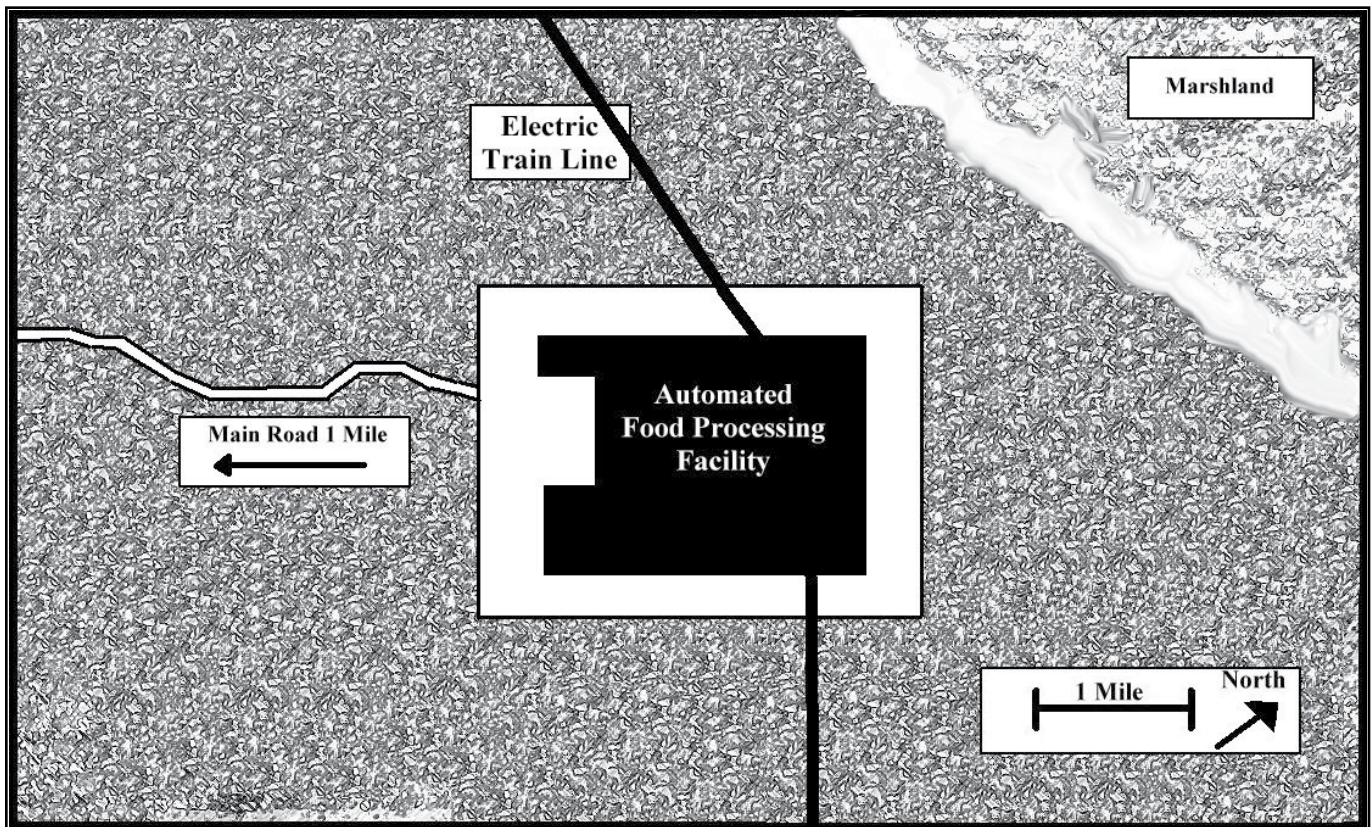 Marshland
Electric
Train Line
Automated
Food Processing
Facility
Main Road 1 Mile
1 Mile
North